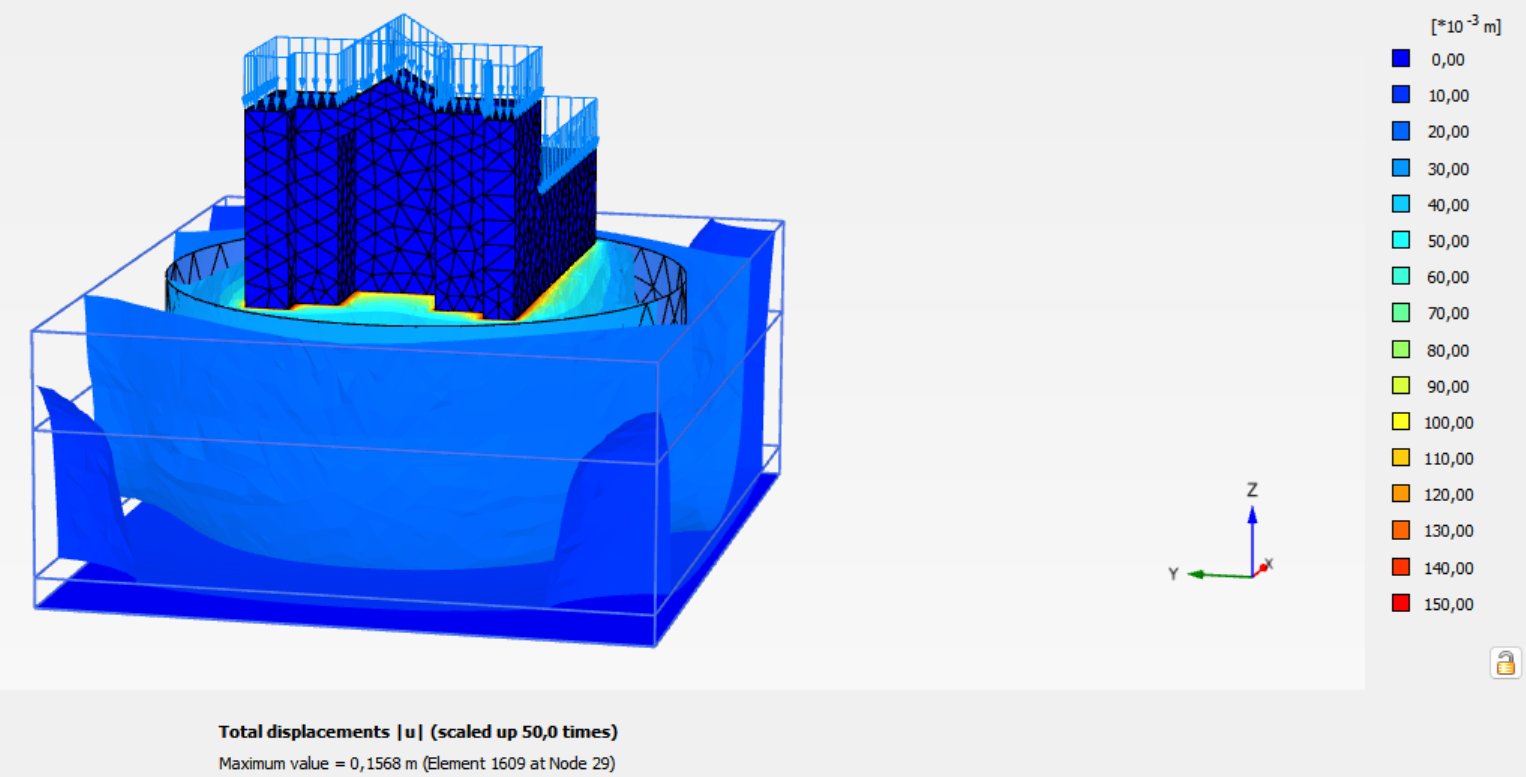 [*10 -3 m]
0,00
10,00
20,00
30,00
40,00
50,00
60,00
70,00
80,00
90,00
100,00
110,00
120,00
130,00
140,00
150,00
Z
Y
X
Total displacements |u| (scaled up 50,0 times)
Maximum value = 0,1568 m (Element 1609 at Node 29)